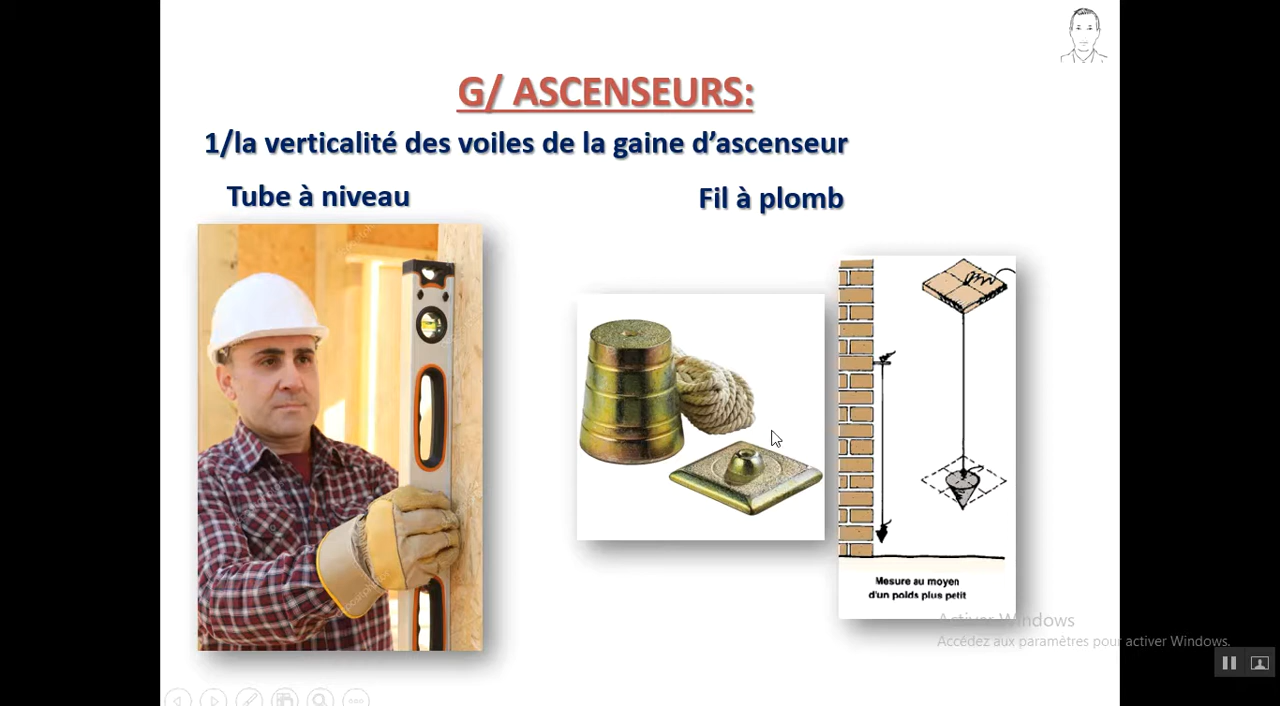 G/ ASCENSEURS:
1/la verticalité des voiles de la gaine d’ascenseur
Tube à niveau
Fil à plomb
Mesure au moyen
d'un poids plus petit
Activer Windows
Accédez aux paramètres pour activer Windows.